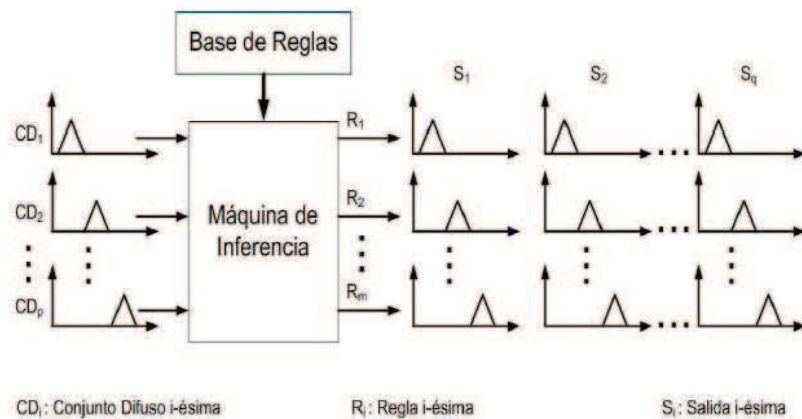 Base de Reglas
S1 S2 Sq
CD1 R1
CD2 Máquina de Inferencia R2
CDp Rm
CDi: Conjunto Difuso i-ésima Ri: Regla i-ésima Si: Salida i-ésima